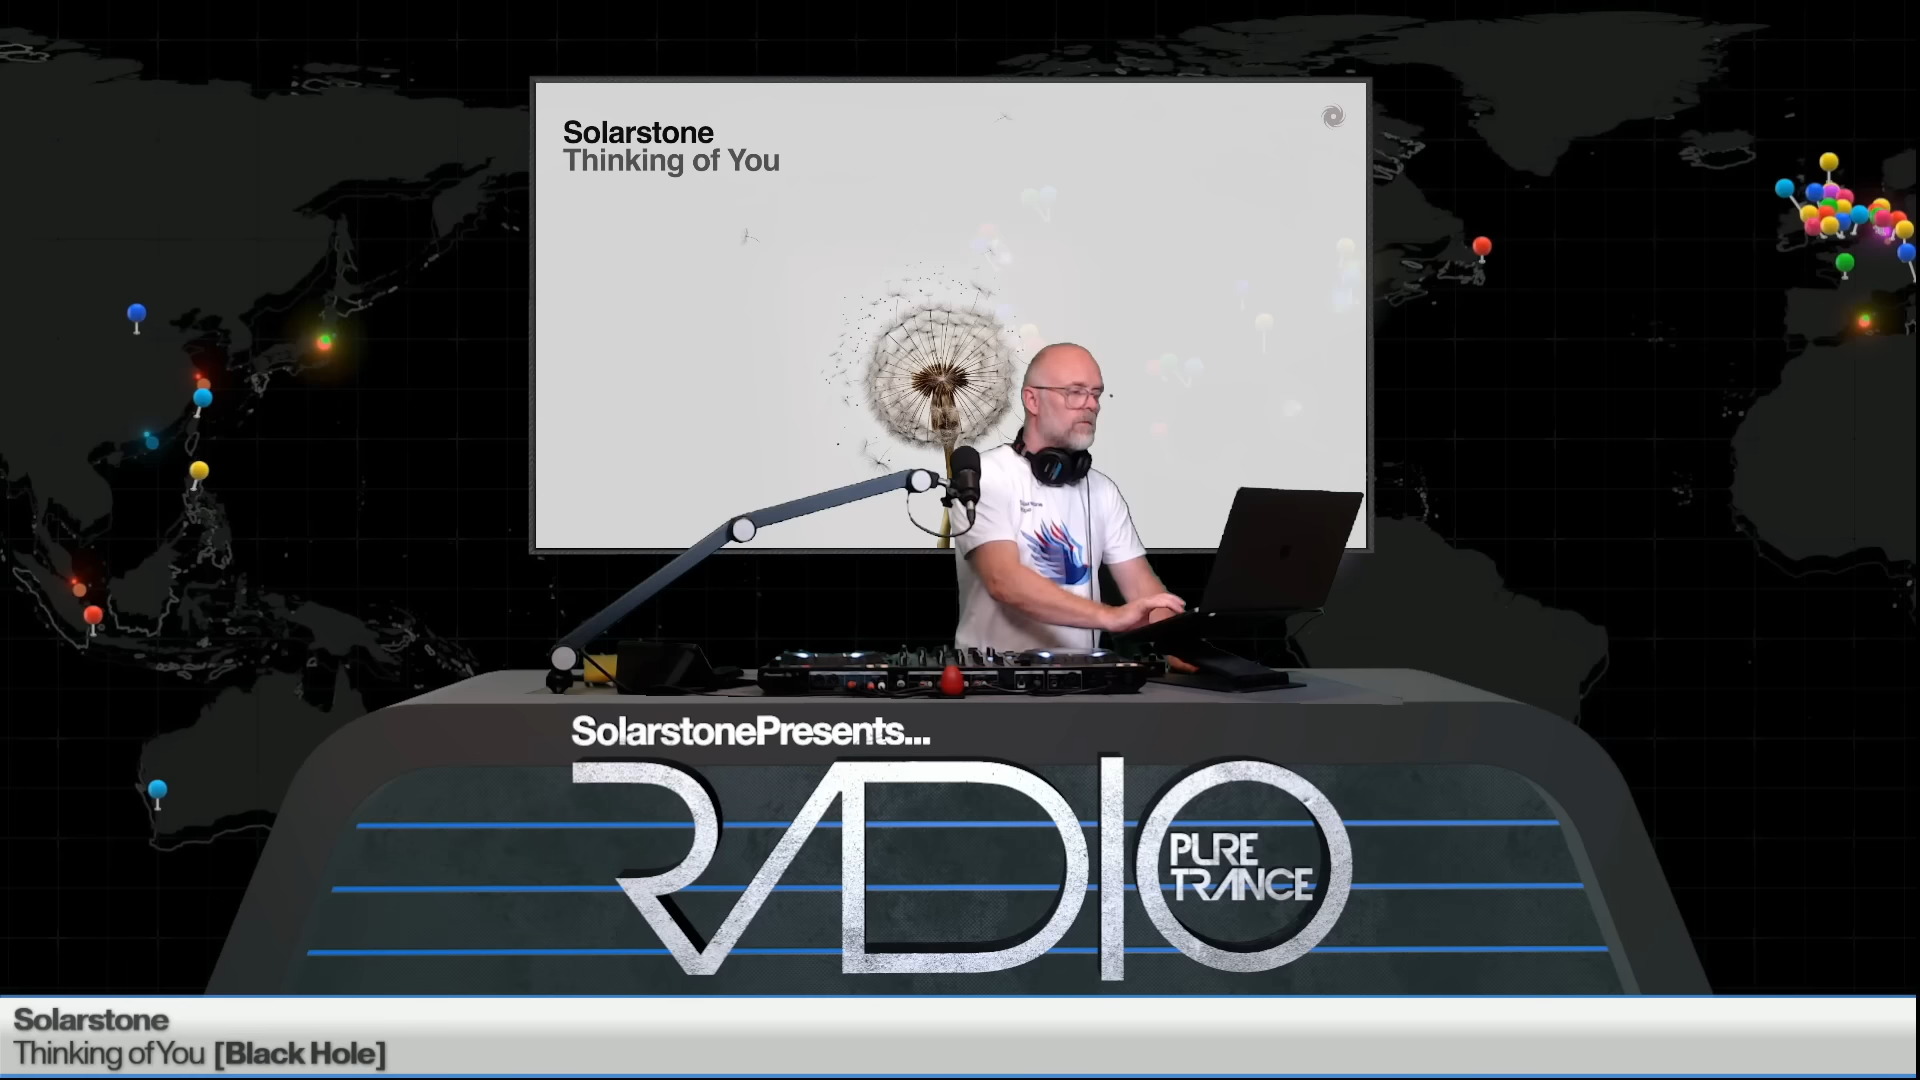 Solarstone
Thinking of You
SolarstonePresents...
RADIO
PURE
TRANCE
Solarstone
Thinking of You [Black Hole]